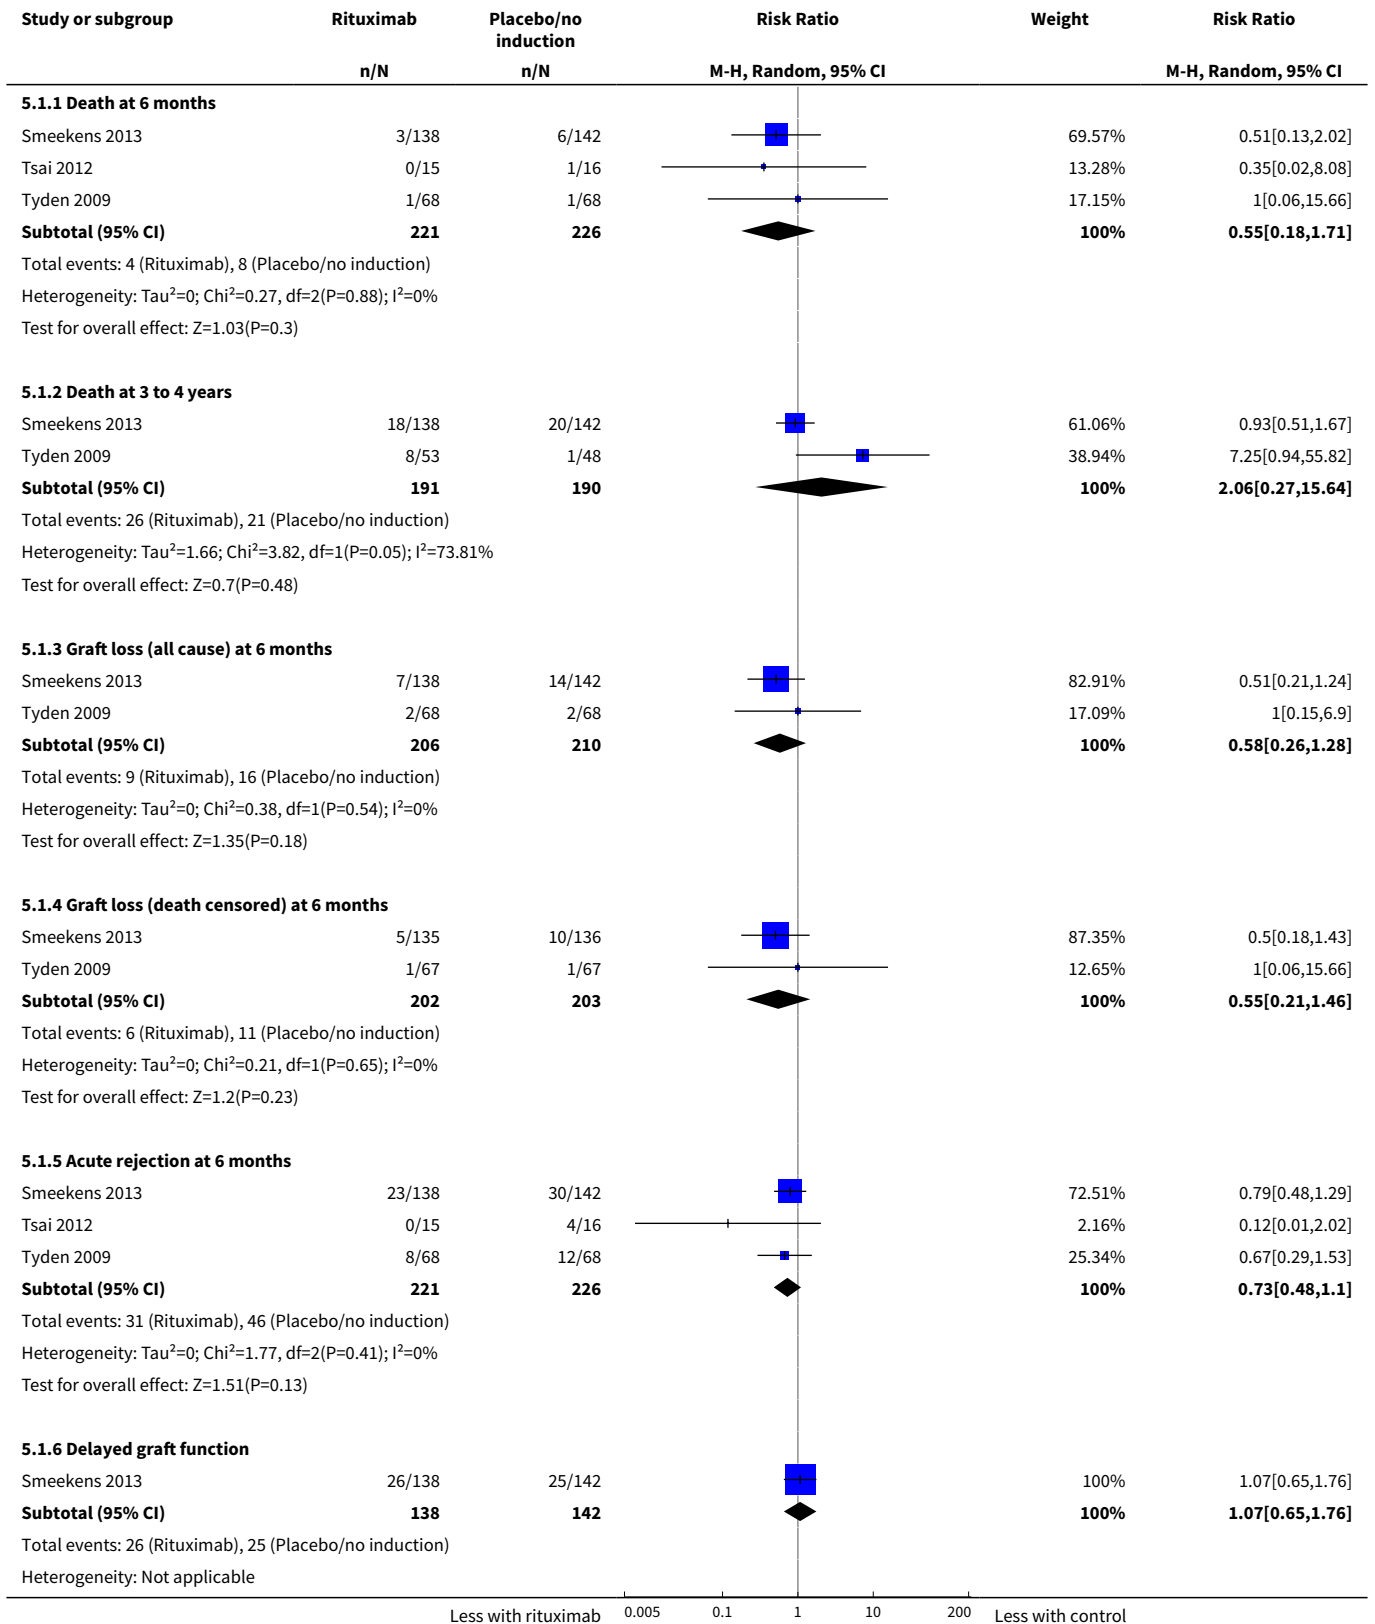 Study or subgroup Rituximab Placebo/no induction Risk Ratio Weight Risk Ratio
n/N n/N M-H, Random, 95% CI M-H, Random, 95% CI
5.1.1 Death at 6 months
Smeekens 2013 3/138 6/142 69.57% 0.51[0.13,2.02]
Tsai 2012 0/15 1/16 13.28% 0.35[0.02,8.08]
Tyden 2009 1/68 1/68 17.15% 1[0.06,15.66]
Subtotal (95% CI) 221 226 100% 0.55[0.18,1.71]
Total events: 4 (Rituximab), 8 (Placebo/no induction)
Heterogeneity: Tau²=0; Chi²=0.27, df=2(P=0.88); I²=0%
Test for overall effect: Z=1.03(P=0.3)
5.1.2 Death at 3 to 4 years
Smeekens 2013 18/138 20/142 61.06% 0.93[0.51,1.67]
Tyden 2009 8/53 1/48 38.94% 7.25[0.94,55.82]
Subtotal (95% CI) 191 190 100% 2.06[0.27,15.64]
Total events: 26 (Rituximab), 21 (Placebo/no induction)
Heterogeneity: Tau²=1.66; Chi²=3.82, df=1(P=0.05); I²=73.81%
Test for overall effect: Z=0.7(P=0.48)
5.1.3 Graft loss (all cause) at 6 months
Smeekens 2013 7/138 14/142 82.91% 0.51[0.21,1.24]
Tyden 2009 2/68 2/68 17.09% 1[0.15,6.9]
Subtotal (95% CI) 206 210 100% 0.58[0.26,1.28]
Total events: 9 (Rituximab), 16 (Placebo/no induction)
Heterogeneity: Tau²=0; Chi²=0.38, df=1(P=0.54); I²=0%
Test for overall effect: Z=1.35(P=0.18)
5.1.4 Graft loss (death censored) at 6 months
Smeekens 2013 5/135 10/136 87.35% 0.5[0.18,1.43]
Tyden 2009 1/67 1/67 12.65% 1[0.06,15.66]
Subtotal (95% CI) 202 203 100% 0.55[0.21,1.46]
Total events: 6 (Rituximab), 11 (Placebo/no induction)
Heterogeneity: Tau²=0; Chi²=0.21, df=1(P=0.65); I²=0%
Test for overall effect: Z=1.2(P=0.23)
5.1.5 Acute rejection at 6 months
Smeekens 2013 23/138 30/142 72.51% 0.79[0.48,1.29]
Tsai 2012 0/15 4/16 2.16% 0.12[0.01,2.02]
Tyden 2009 8/68 12/68 25.34% 0.67[0.29,1.53]
Subtotal (95% CI) 221 226 100% 0.73[0.48,1.1]
Total events: 31 (Rituximab), 46 (Placebo/no induction)
Heterogeneity: Tau²=0; Chi²=1.77, df=2(P=0.41); I²=0%
Test for overall effect: Z=1.51(P=0.13)
5.1.6 Delayed graft function
Smeekens 2013 26/138 25/142 100% 1.07[0.65,1.76]
Subtotal (95% CI) 138 142 100% 1.07[0.65,1.76]
Total events: 26 (Rituximab), 25 (Placebo/no induction)
Heterogeneity: Not applicable
Less with rituximab 0.005 0.1 1 10 200 Less with control